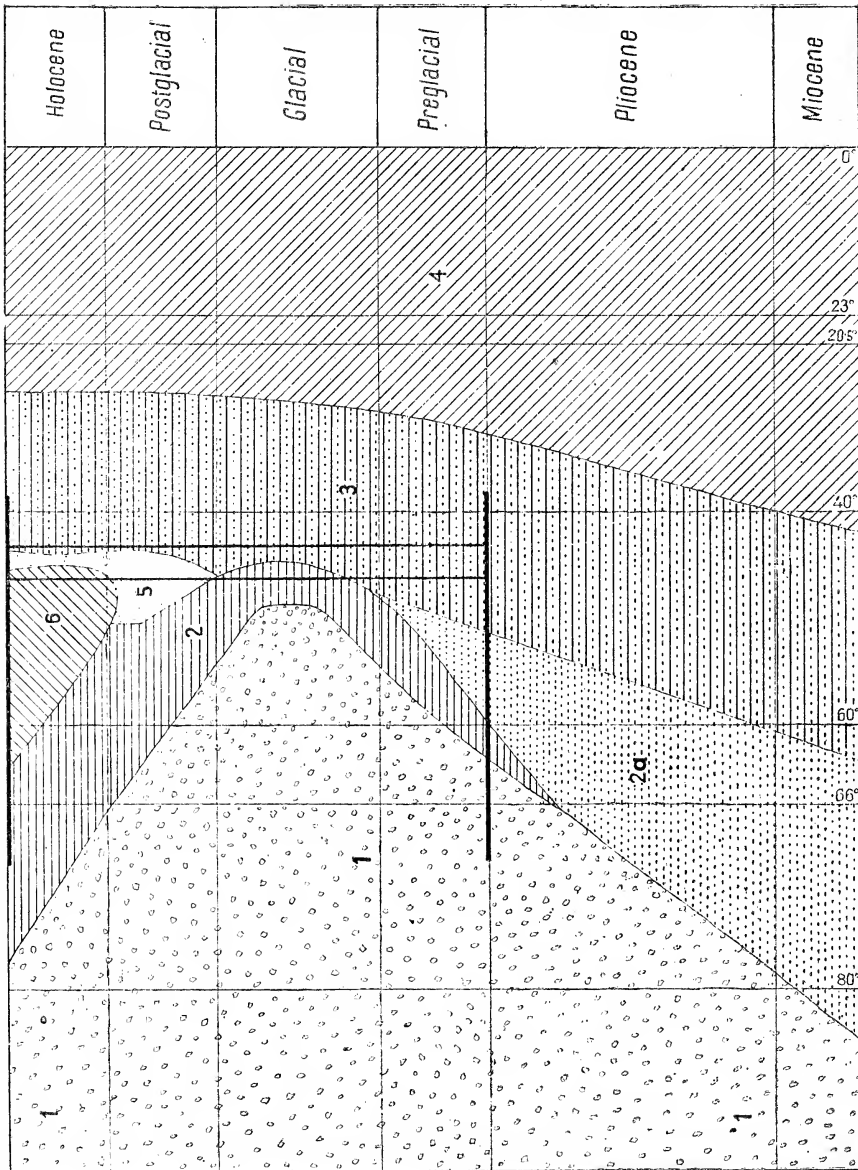 Holocene
Postglacial
Glacial
Preglacial
Pliocene
Miocene
0°
4
23°
20·5°
3
40°
5
6
2
60°
2a
66°
1
80°
1
1